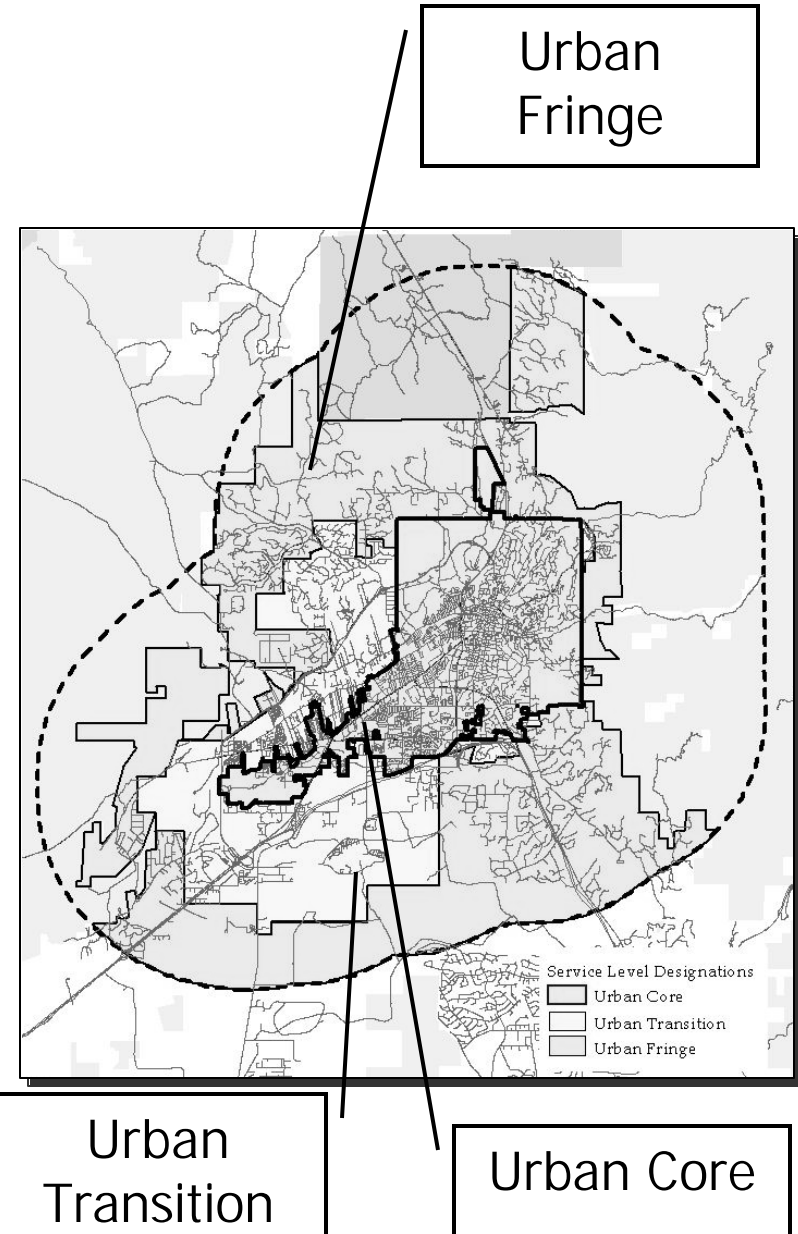 Urban
Fringe
Service Level Designations
Urban Core
Urban Transition
Urban Fringe
Urban
Transition
Urban Core